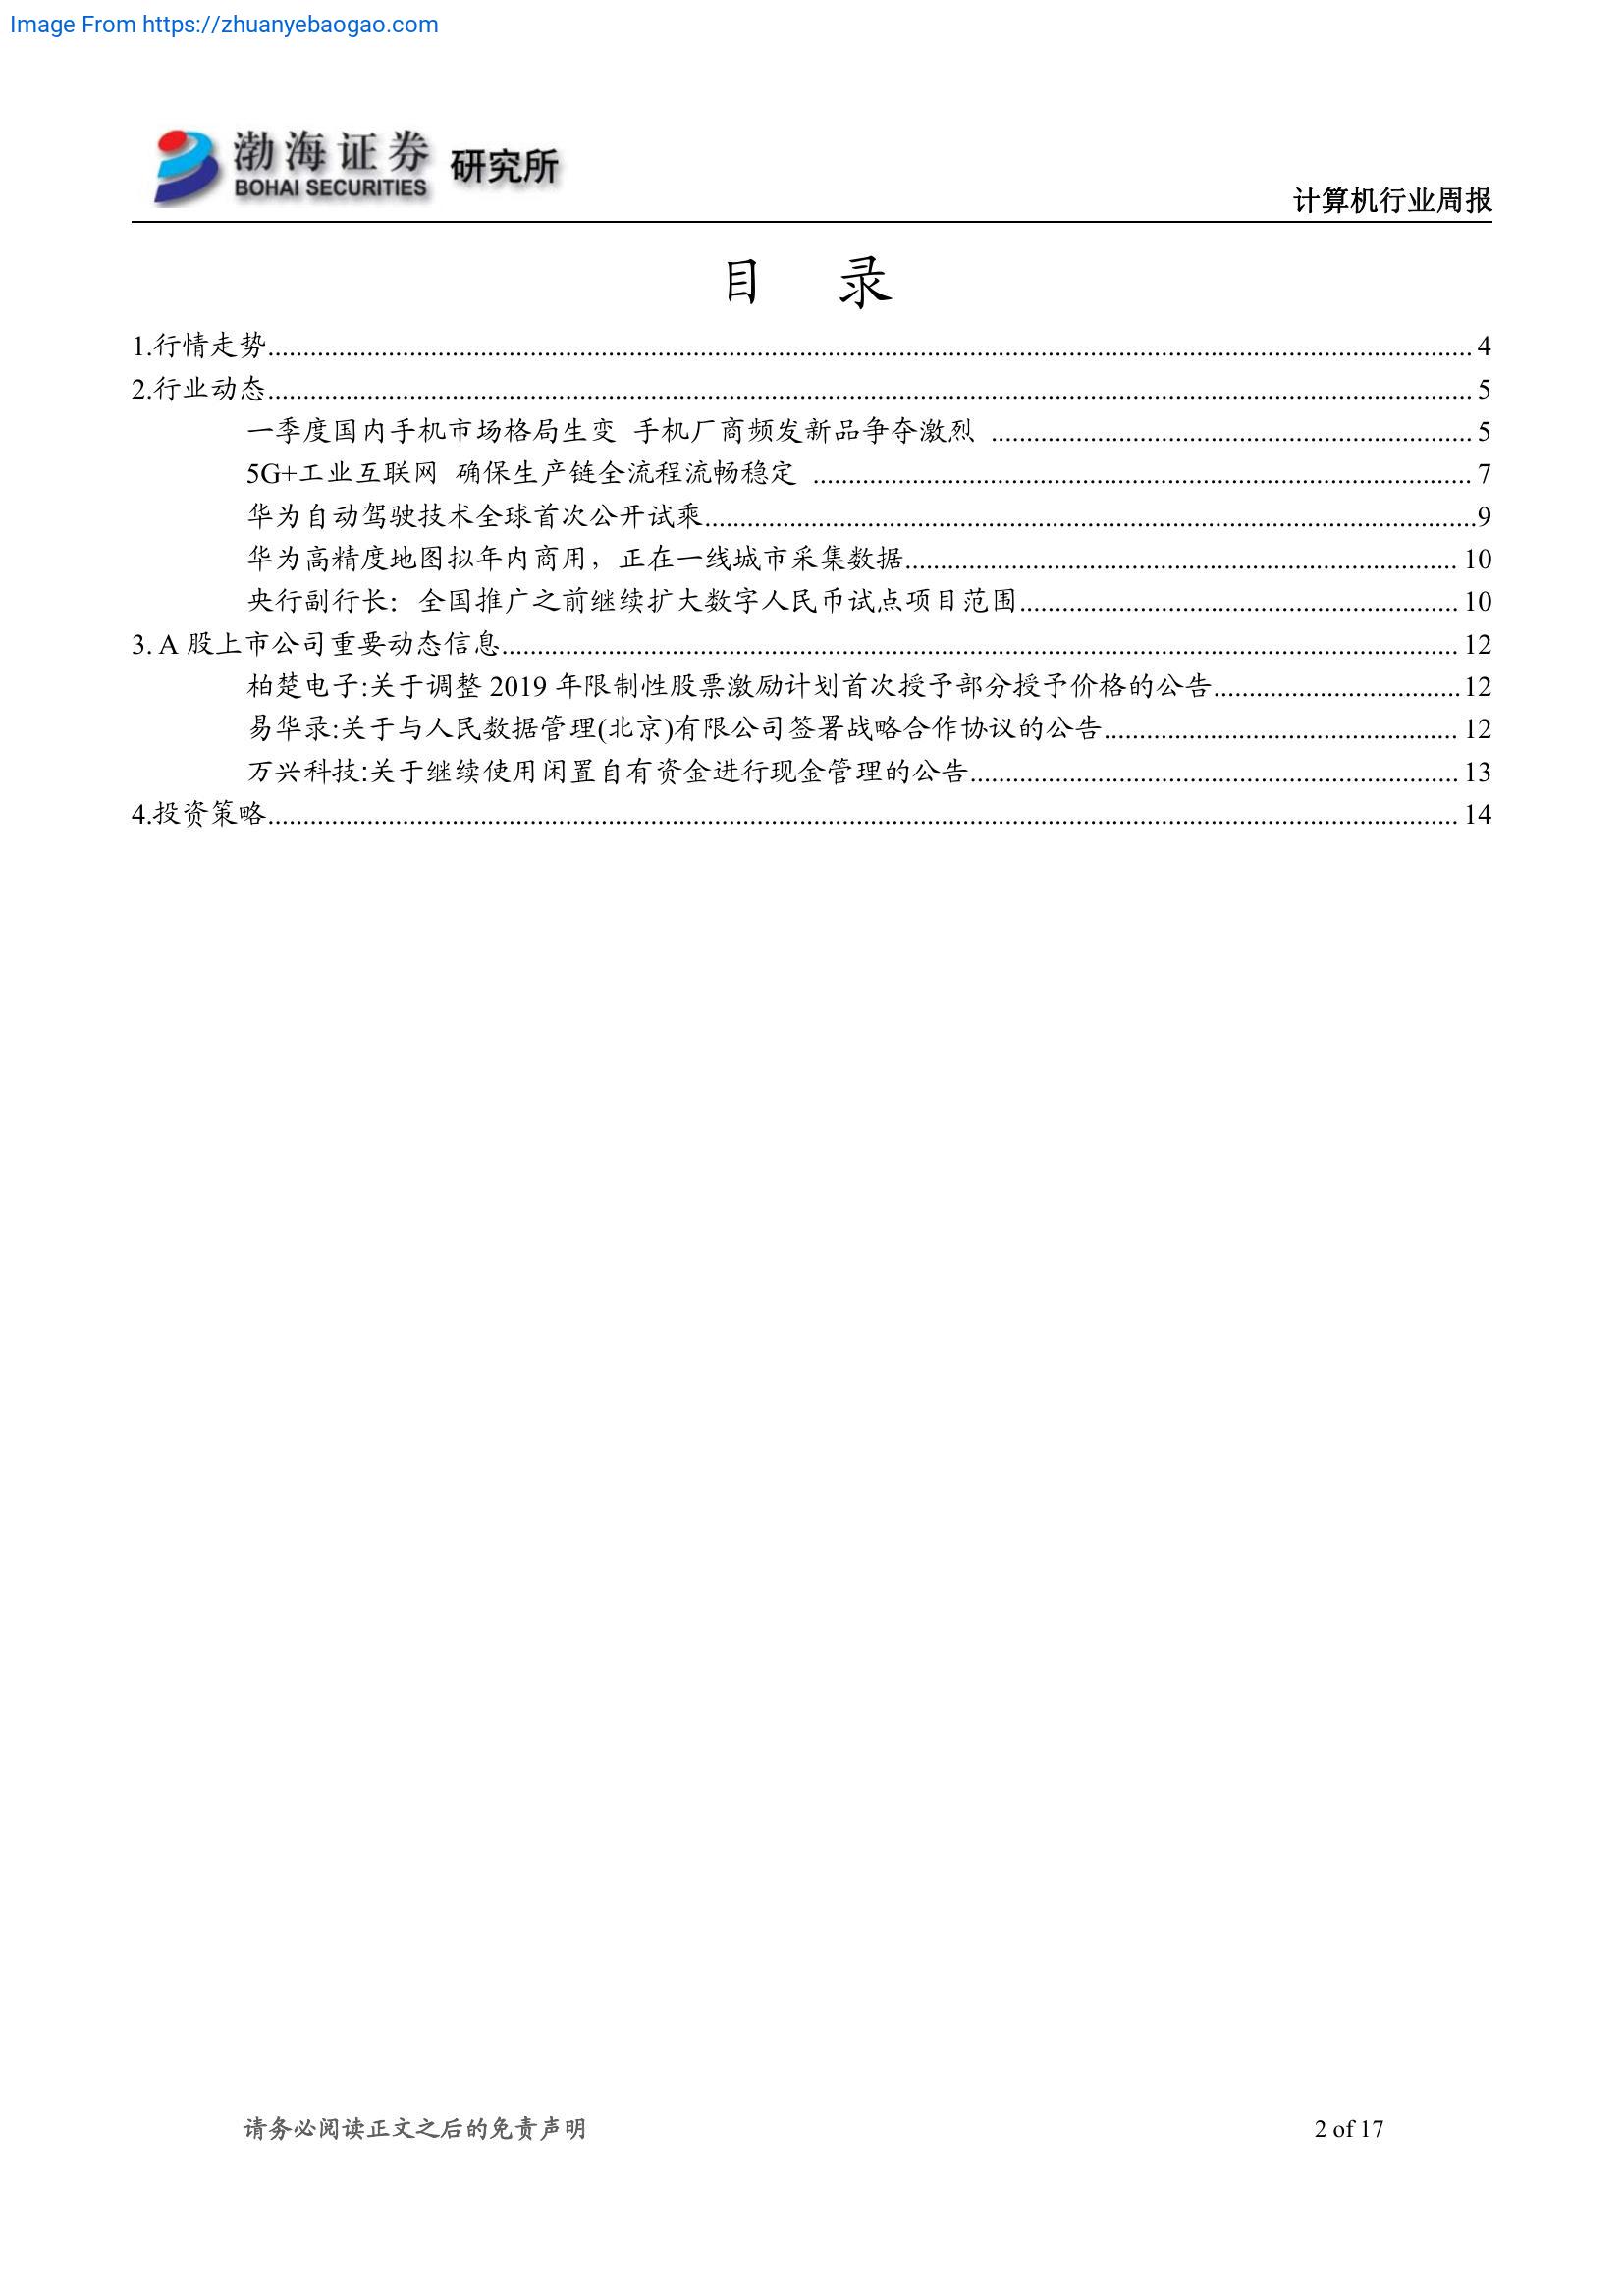 Image From https://zhuanyebaogao.com
渤海证券 研究所
BOHAI SECURITIES
计算机行业周报
目 录
1.行情走势 4
2.行业动态 5
一季度国内手机市场格局生变 手机厂商频发新品争夺激烈 5
5G+工业互联网 确保生产链全流程流畅稳定 7
华为自动驾驶技术全球首次公开试乘 9
华为高精度地图拟年内商用，正在一线城市采集数据 10
央行副行长：全国推广之前继续扩大数字人民币试点项目范围 10
3. A 股上市公司重要动态信息 12
柏楚电子:关于调整 2019 年限制性股票激励计划首次授予部分授予价格的公告 12
易华录:关于与人民数据管理(北京)有限公司签署战略合作协议的公告 12
万兴科技:关于继续使用闲置自有资金进行现金管理的公告 13
4.投资策略 14
请务必阅读正文之后的免责声明 2 of 17